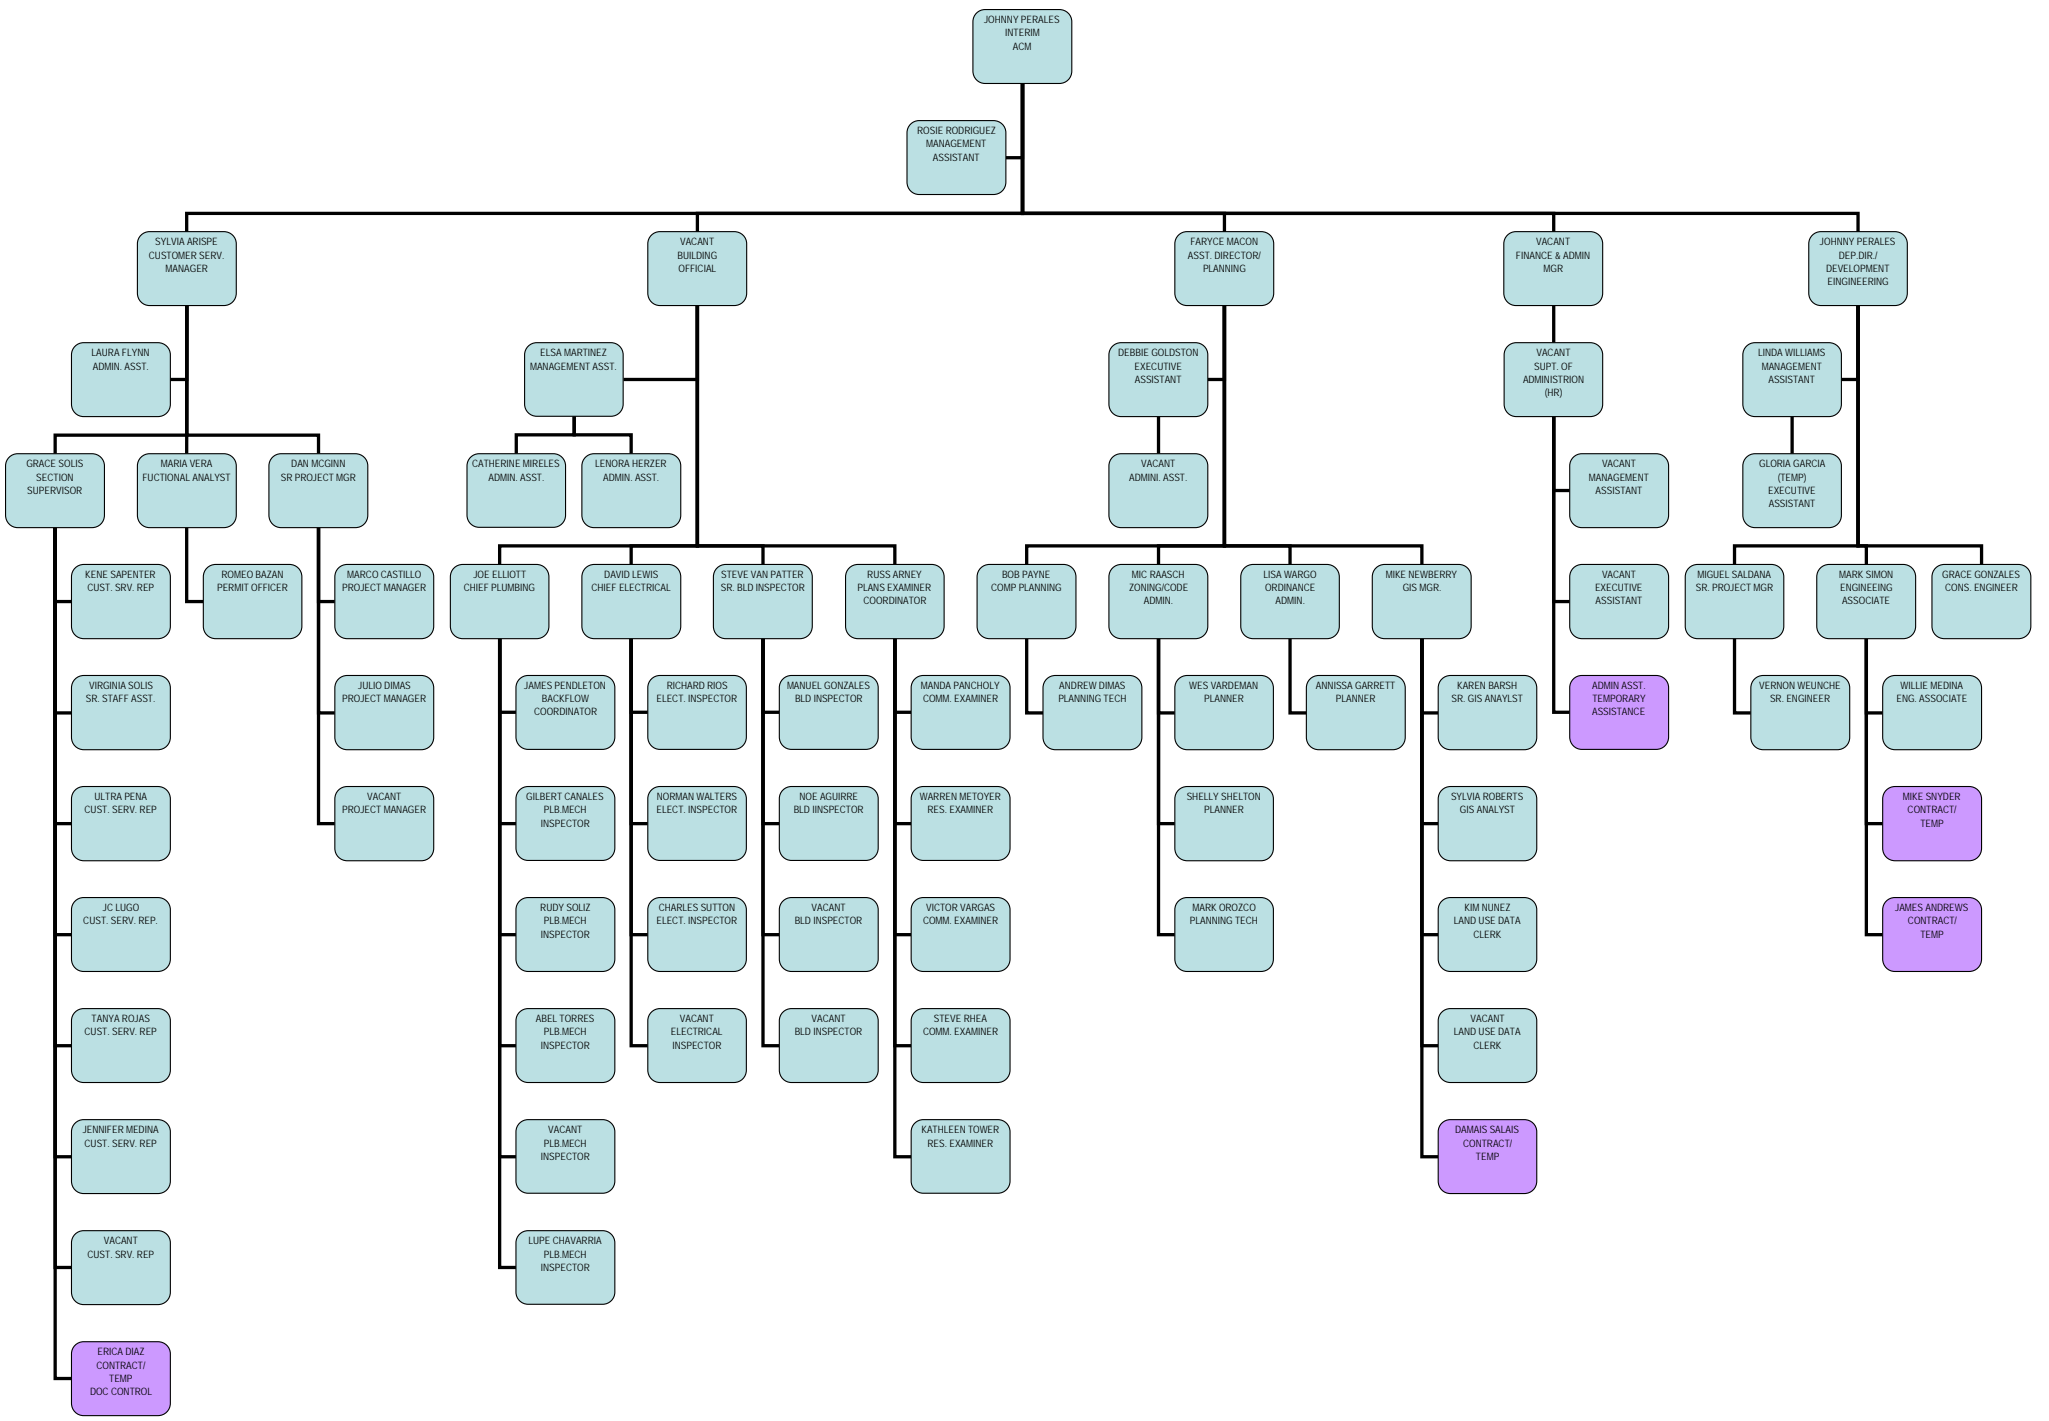 JOHNNY PERALES
INTERIM
ACM
ROSIE RODRIGUEZ
MANAGEMENT
ASSISTANT
SYLVIA ARISPE
CUSTOMER SERV.
MANAGER
VACANT
BUILDING
OFFICIAL
FARYCE MACON
ASST. DIRECTOR/
PLANNING
VACANT
FINANCE & ADMIN
MGR
JOHNNY PERALES
DEP.DIR./
DEVELOPMENT
EINGINEERING
LAURA FLYNN
ADMIN. ASST.
ELSA MARTINEZ
MANAGEMENT ASST.
DEBBIE GOLDSTON
EXECUTIVE
ASSISTANT
VACANT
SUPT. OF
ADMINISTRION
(HR)
LINDA WILLIAMS
MANAGEMENT
ASSISTANT
GRACE SOLIS
SECTION
SUPERVISOR
MARIA VERA
FUCTIONAL ANALYST
DAN MCGINN
SR PROJECT MGR
CATHERINE MIRELES
ADMIN. ASST.
LENORA HERZER
ADMIN. ASST.
VACANT
ADMINI. ASST.
VACANT
MANAGEMENT
ASSISTANT
GLORIA GARCIA
(TEMP)
EXECUTIVE
ASSISTANT
KENE SAPENTER
CUST. SRV. REP
ROMEO BAZAN
PERMIT OFFICER
MARCO CASTILLO
PROJECT MANAGER
JOE ELLIOTT
CHIEF PLUMBING
DAVID LEWIS
CHIEF ELECTRICAL
STEVE VAN PATTER
SR. BLD INSPECTOR
RUSS ARNEY
PLANS EXAMINER
COORDINATOR
BOB PAYNE
COMP PLANNING
MIC RAASCH
ZONING/CODE
ADMIN.
LISA WARGO
ORDINANCE
ADMIN.
MIKE NEWBERRY
GIS MGR.
VACANT
EXECUTIVE
ASSISTANT
MIGUEL SALDANA
SR. PROJECT MGR
MARK SIMON
ENGINEEING
ASSOCIATE
GRACE GONZALES
CONS. ENGINEER
VIRGINIA SOLIS
SR. STAFF ASST.
JULIO DIMAS
PROJECT MANAGER
JAMES PENDLETON
BACKFLOW
COORDINATOR
RICHARD RIOS
ELECT. INSPECTOR
MANUEL GONZALES
BLD INSPECTOR
MANDA PANCHOLY
COMM. EXAMINER
ANDREW DIMAS
PLANNING TECH
WES VARDEMAN
PLANNER
ANNISSA GARRETT
PLANNER
KAREN BARSH
SR. GIS ANAYLST
ADMIN ASST.
TEMPORARY
ASSISTANCE
VERNON WEUNCHE
SR. ENGINEER
WILLIE MEDINA
ENG. ASSOCIATE
ULTRA PENA
CUST. SERV. REP
VACANT
PROJECT MANAGER
GILBERT CANALES
PLB.MECH
INSPECTOR
NORMAN WALTERS
ELECT. INSPECTOR
NOE AGUIRRE
BLD IINSPECTOR
WARREN METOYER
RES. EXAMINER
SHELLY SHELTON
PLANNER
SYLVIA ROBERTS
GIS ANALYST
MIKE SNYDER
CONTRACT/
TEMP
JC LUGO
CUST. SERV. REP.
RUDY SOLIZ
PLB.MECH
INSPECTOR
CHARLES SUTTON
ELECT. INSPECTOR
VACANT
BLD INSPECTOR
VICTOR VARGAS
COMM. EXAMINER
MARK OROZCO
PLANNING TECH
KIM NUNEZ
LAND USE DATA
CLERK
JAMES ANDREWS
CONTRACT/
TEMP
TANYA ROJAS
CUST. SERV. REP
ABEL TORRES
PLB.MECH
INSPECTOR
VACANT
ELECTRICAL
INSPECTOR
VACANT
BLD INSPECTOR
STEVE RHEA
COMM. EXAMINER
VACANT
LAND USE DATA
CLERK
JENNIFER MEDINA
CUST. SERV. REP
VACANT
PLB.MECH
INSPECTOR
KATHLEEN TOWER
RES. EXAMINER
DAMAIS SALAIS
CONTRACT/
TEMP
VACANT
CUST. SRV. REP
LUPE CHAVARRIA
PLB.MECH
INSPECTOR
ERICA DIAZ
CONTRACT/
TEMP
DOC CONTROL